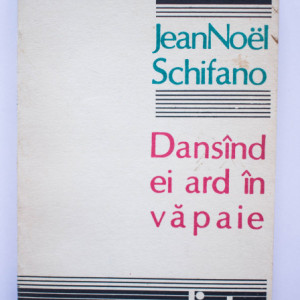 JeanNoël
Schifano
Dansînd
ei ard în
văpaie